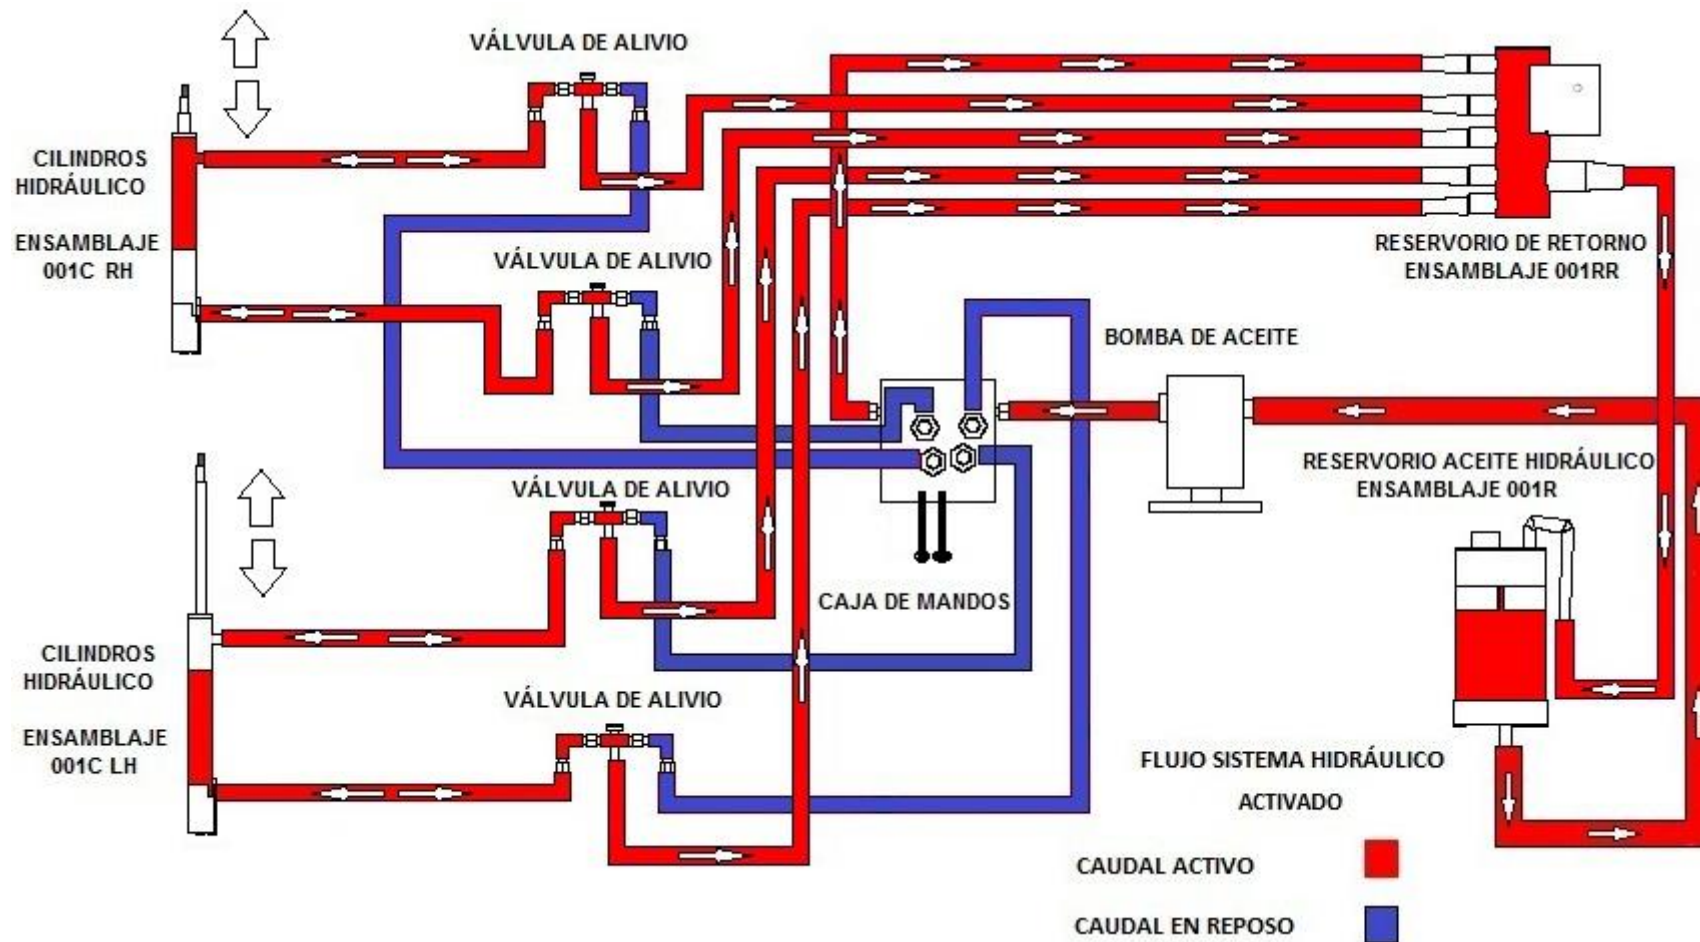 VÁLVULA DE ALIVIO
CILINDROS
HIDRÁULICO
ENSAMBLAJE
001C RH
VÁLVULA DE ALIVIO
RESERVORIO DE RETORNO
ENSAMBLAJE 001RR
BOMBA DE ACEITE
RESERVORIO ACEITE HIDRÁULICO
ENSAMBLAJE 001R
VÁLVULA DE ALIVIO
CAJA DE MANDOS
CILINDROS
HIDRÁULICO
ENSAMBLAJE
001C LH
VÁLVULA DE ALIVIO
FLUJO SISTEMA HIDRÁULICO
ACTIVADO
CAUDAL ACTIVO
CAUDAL EN REPOSO